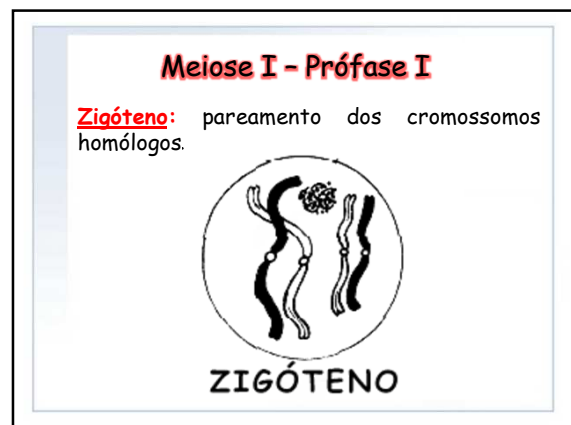 Meiose I – Prófase I
Zigóteno: pareamento dos cromossomos
homólogos.
ZIGÓTENO